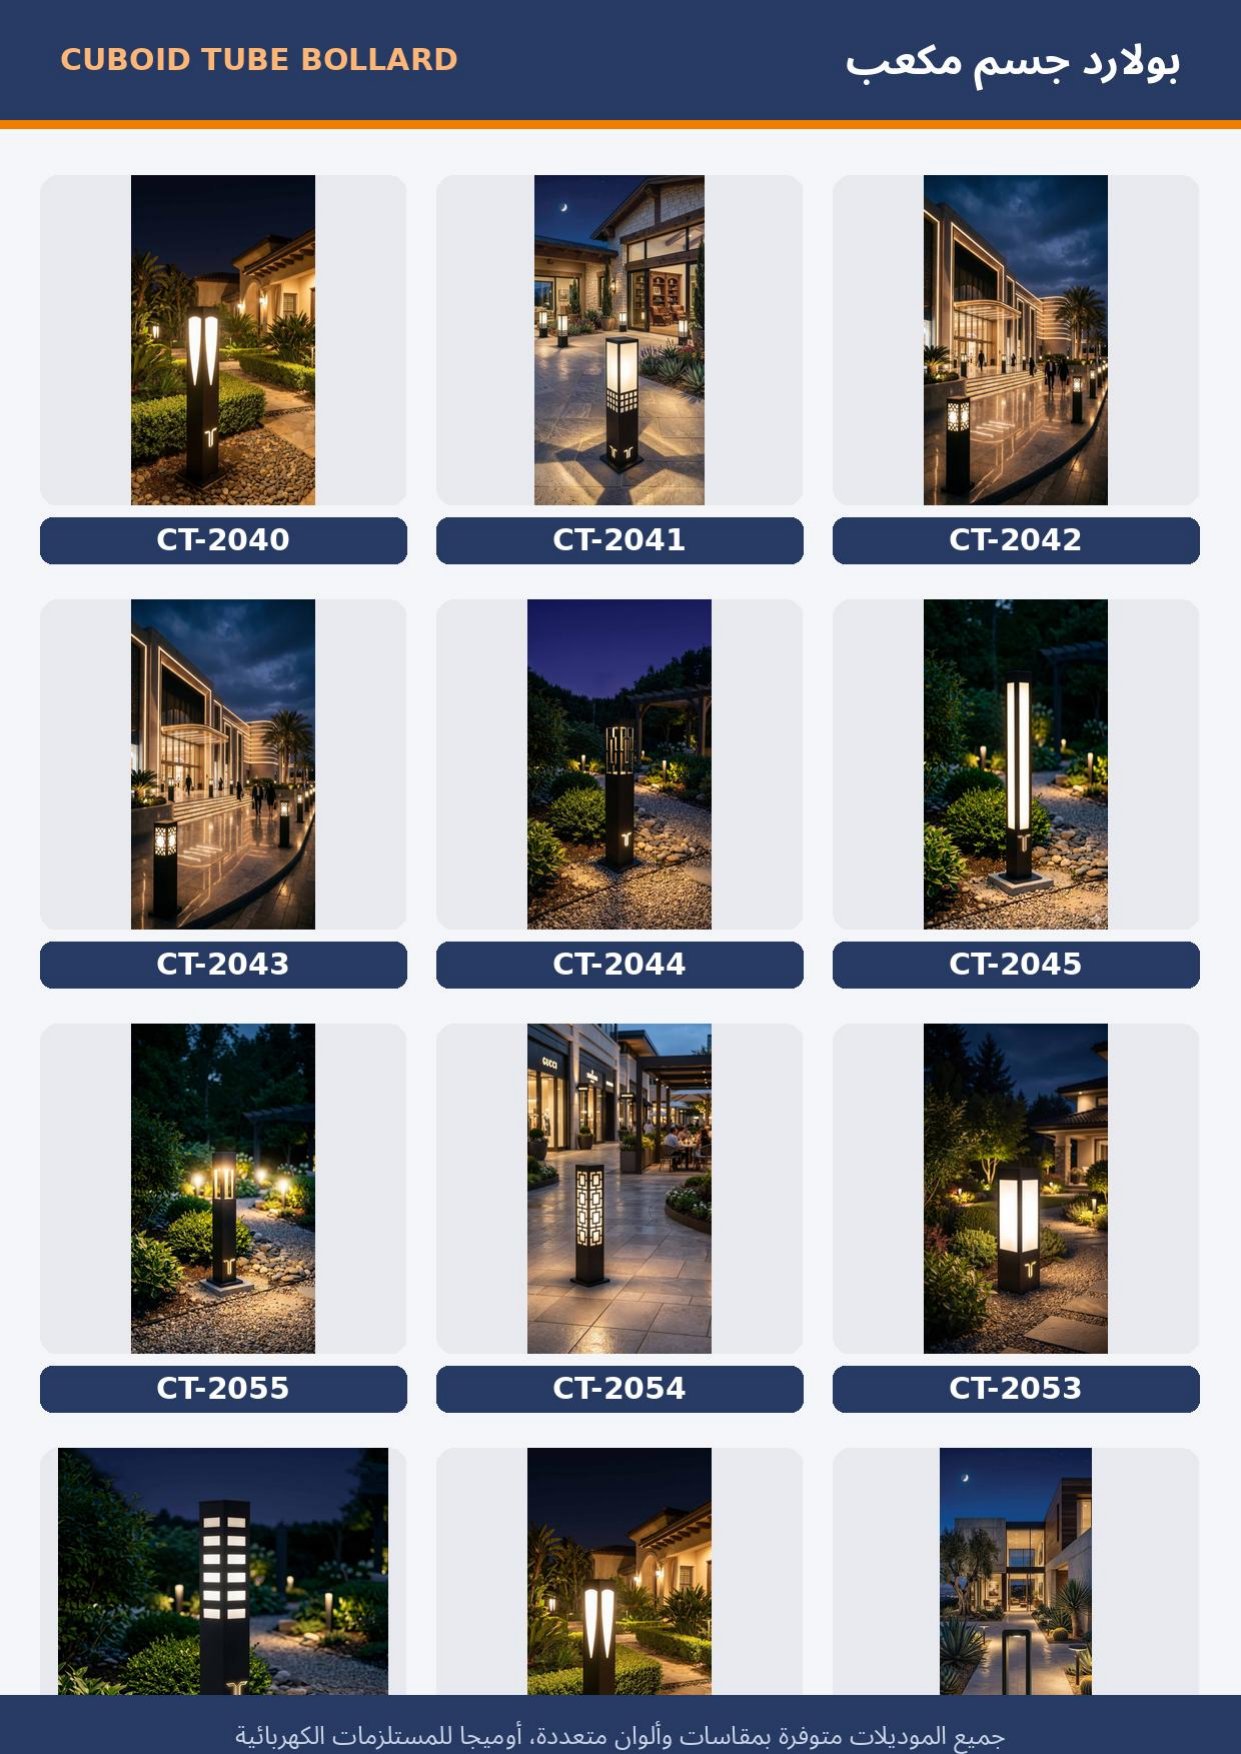 CUBOID TUBE BOLLARD
بولارد جسم مكعب
CT-2040
CT-2041
CT-2042
CT-2043
CT-2044
CT-2045
GUCCI
CT-2055
CT-2054
CT-2053
جميع الموديلات متوفرة بمقاسات وألوان متعددة، أوميجا للمستلزمات الكهربائية